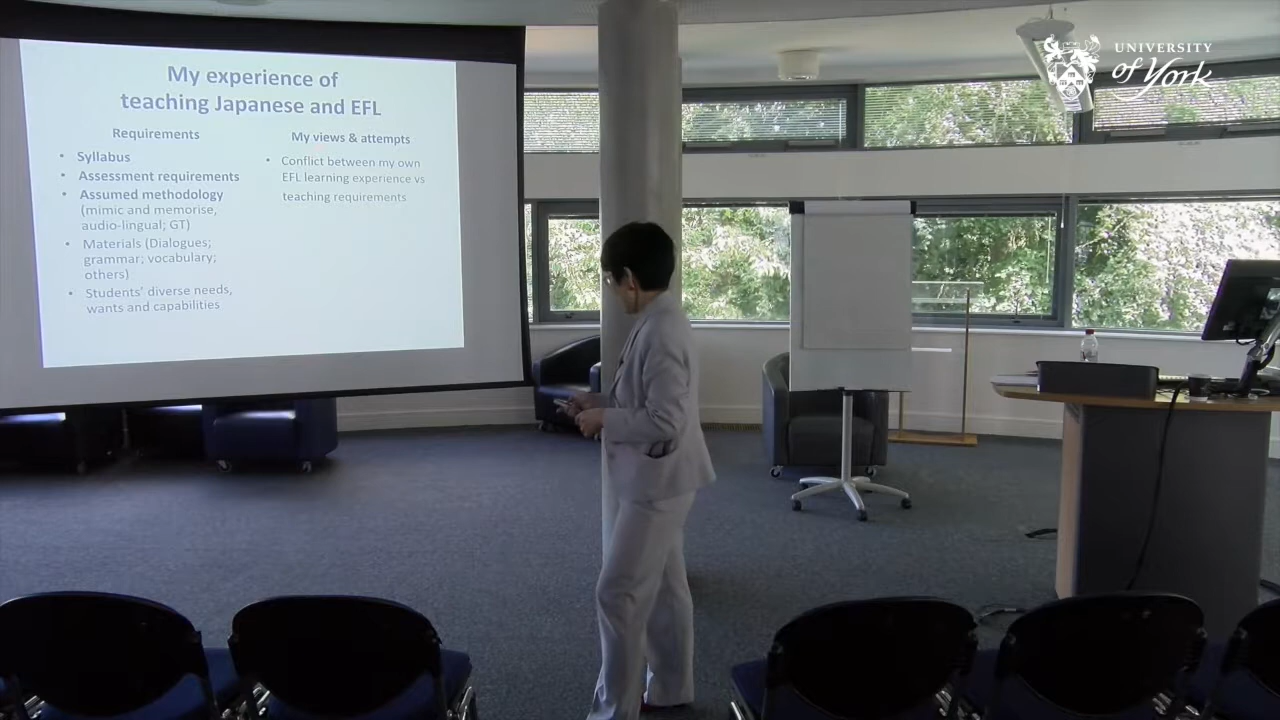 My experience of
teaching Japanese and EFL
Requirements
• Syllabus
• Assessment requirements
• Assumed methodology
(mimic and memorise,
audio-lingual; GT)
• Materials (Dialogues;
grammar; vocabulary;
others)
• Students' diverse needs,
wants and capabilities
My views & attempts
• Conflict between my own
EFL learning experience vs
teaching requirements
UNIVERSITY
of York